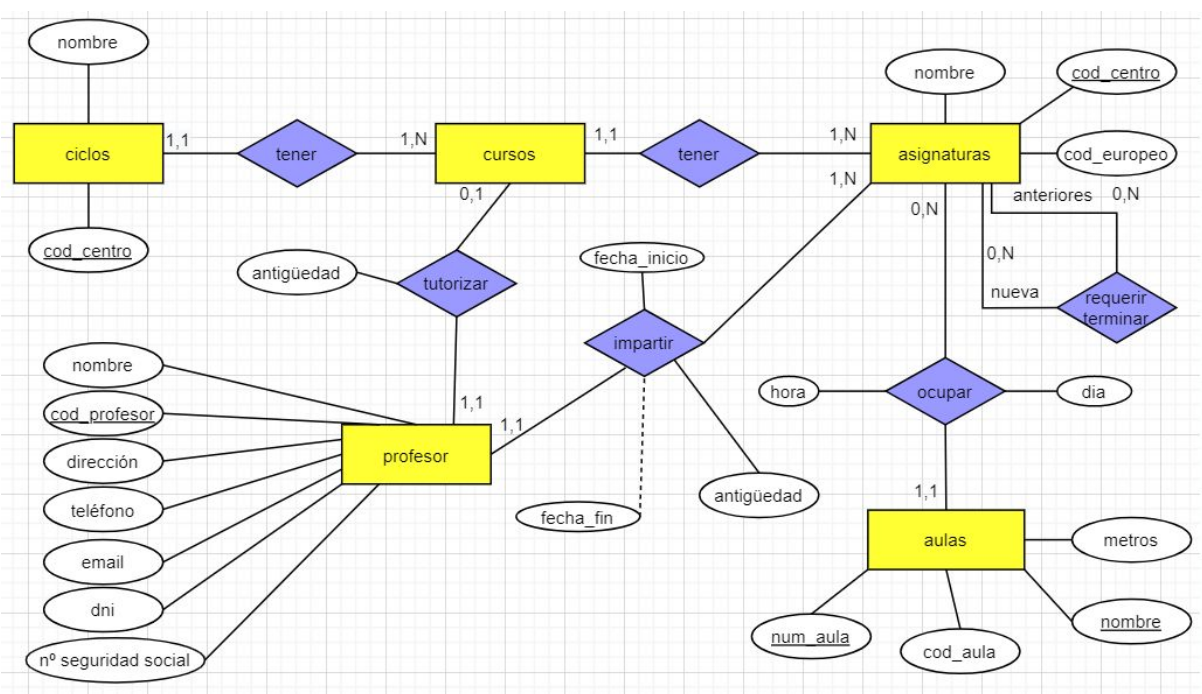 nombre
nombre
cod_centro
ciclos
1,1
tener
1,N
cursos
1,1
tener
1,N
asignaturas
cod_europeo
1,N
0,1
0,N
anteriores
0,N
cod_centro
antigüedad
tutorizar
fecha_inicio
0,N
nueva
requerir
terminar
impartir
nombre
hora
ocupar
dia
cod_profesor
1,1
1,1
profesor
dirección
teléfono
antigüedad
1,1
fecha_fin
email
aulas
metros
dni
num_aula
cod_aula
nombre
nº seguridad social